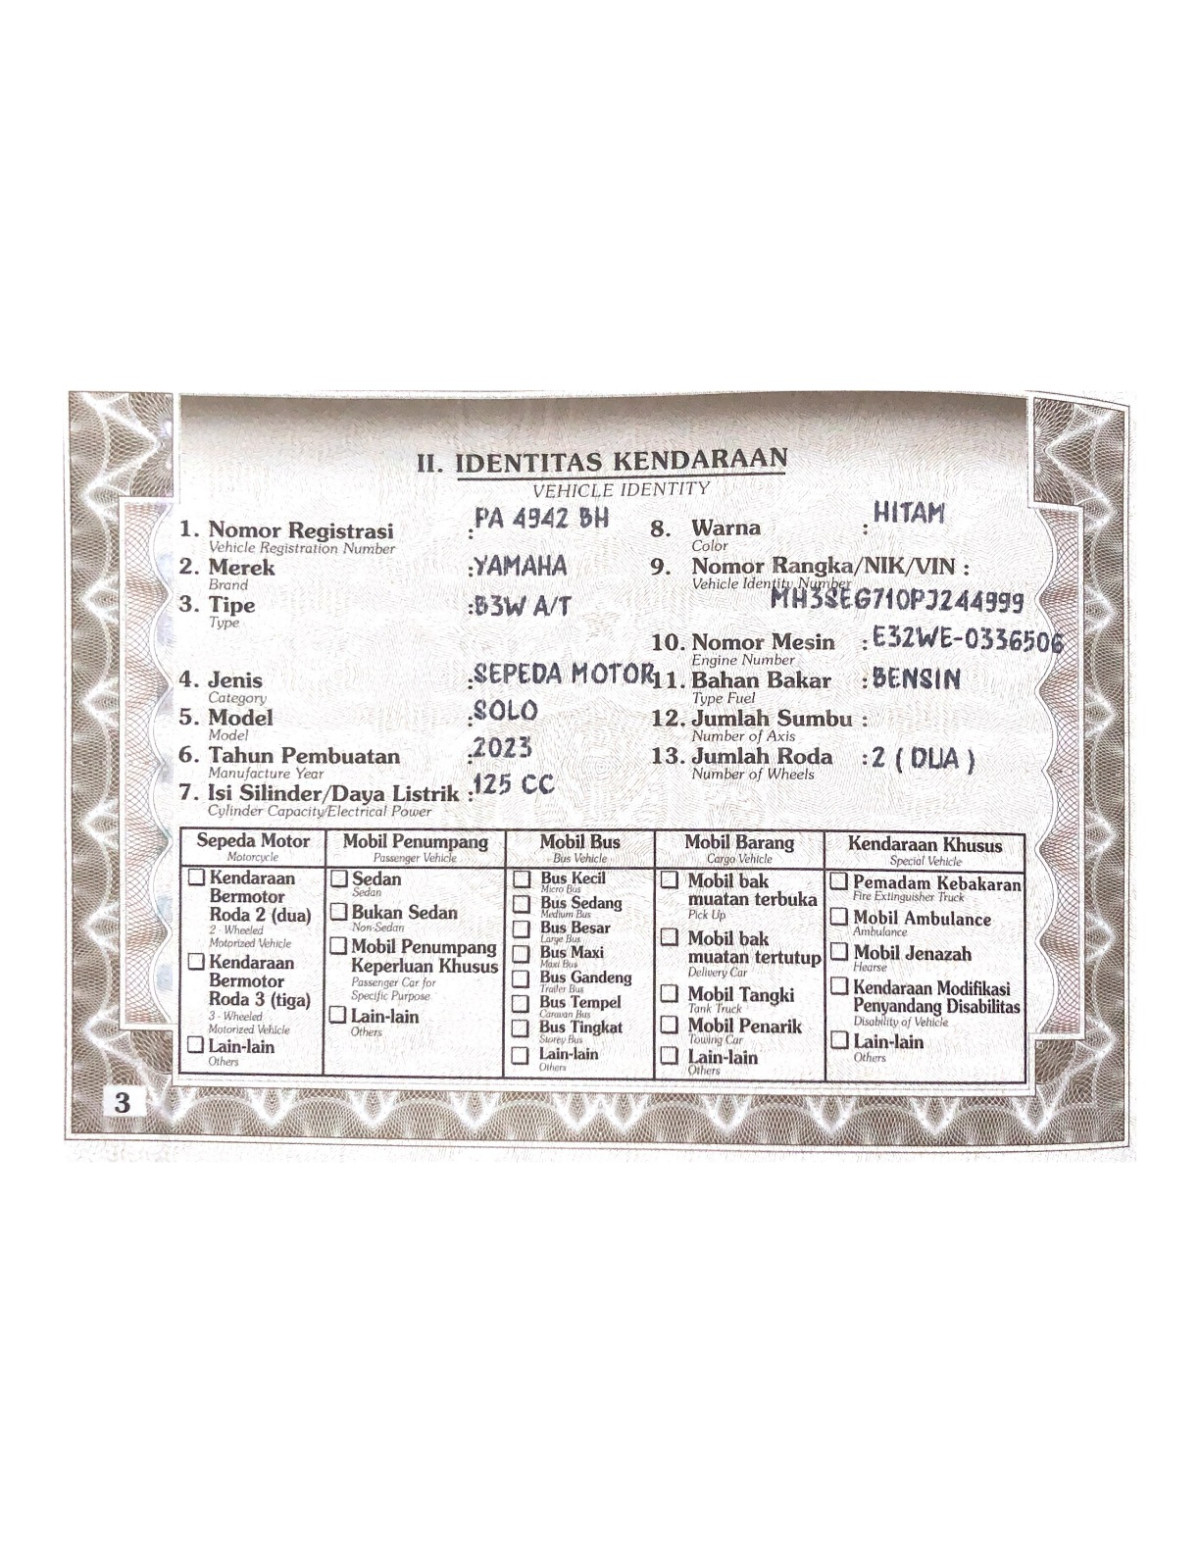 II. IDENTITAS KENDARAAN
VEHICLE IDENTITY
1. Nomor Registrasi : PA 4942 BH
Vehicle Registration Number
2. Merek : YAMAHA
Brand
3. Tipe : B3W A/T
Type
4. Jenis : SEPEDA MOTOR
Category
5. Model : SOLO
Model
6. Tahun Pembuatan : 2023
Manufacture Year
7. Isi Silinder/Daya Listrik : 125 CC
Cylinder Capacity/Electrical Power
8. Warna : HITAM
Color
9. Nomor Rangka/NIK/VIN :
Vehicle Identity Number
MH3SEG710PJ244999
10. Nomor Mesin : E32WE-0336506
Engine Number
11. Bahan Bakar : BENSIN
Type Fuel
12. Jumlah Sumbu :
Number of Axis
13. Jumlah Roda : 2 ( DUA )
Number of Wheels
Sepeda Motor
Motorcycle
Kendaraan
Bermotor
Roda 2 (dua)
2 - Wheeled
Motorized Vehicle
Kendaraan
Bermotor
Roda 3 (tiga)
3 - Wheeled
Motorized Vehicle
Lain-lain
Others
Mobil Penumpang
Passenger Vehicle
Sedan
Sedan
Bukan Sedan
Non Sedan
Mobil Penumpang
Keperluan Khusus
Passenger Car for
Specific Purpose
Lain-lain
Others
Mobil Bus
Bus Vehicle
Bus Kecil
Micro Bus
Bus Sedang
Medium Bus
Bus Besar
Large Bus
Bus Maxi
Maxi Bus
Bus Gandeng
Trailer Bus
Bus Tempel
Caravan Bus
Bus Tingkat
Storey Bus
Lain-lain
Others
Mobil Barang
Cargo Vehicle
Mobil bak
muatan terbuka
Pick Up
Mobil bak
muatan tertutup
Delivery Car
Mobil Tangki
Tank Truck
Mobil Penarik
Towing Car
Lain-lain
Others
Kendaraan Khusus
Special Vehicle
Pemadam Kebakaran
Fire Extinguisher Truck
Mobil Ambulance
Ambulance
Mobil Jenazah
Hearse
Kendaraan Modifikasi
Penyandang Disabilitas
Disability of Vehicle
Lain-lain
Others
3